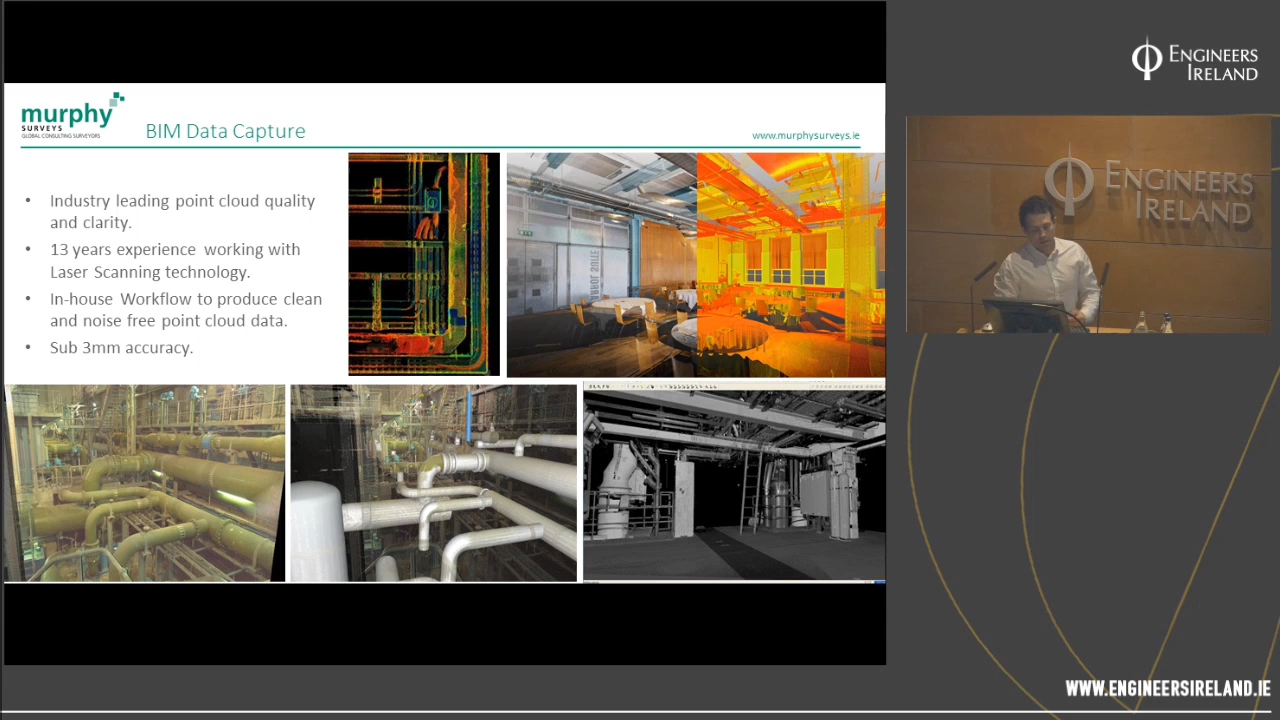 murphy
SURVEYS
GLOBAL CONSULTING SURVEYORS
BIM Data Capture
www.murphysurveys.ie
• Industry leading point cloud quality
and clarity.
• 13 years experience working with
Laser Scanning technology.
• In-house Workflow to produce clean
and noise free point cloud data.
• Sub 3mm accuracy.
SUITE
ENGINEERS
IRELAND
ENGINEERS
IRELAND
WWW.ENGINEERSIRELAND.IE